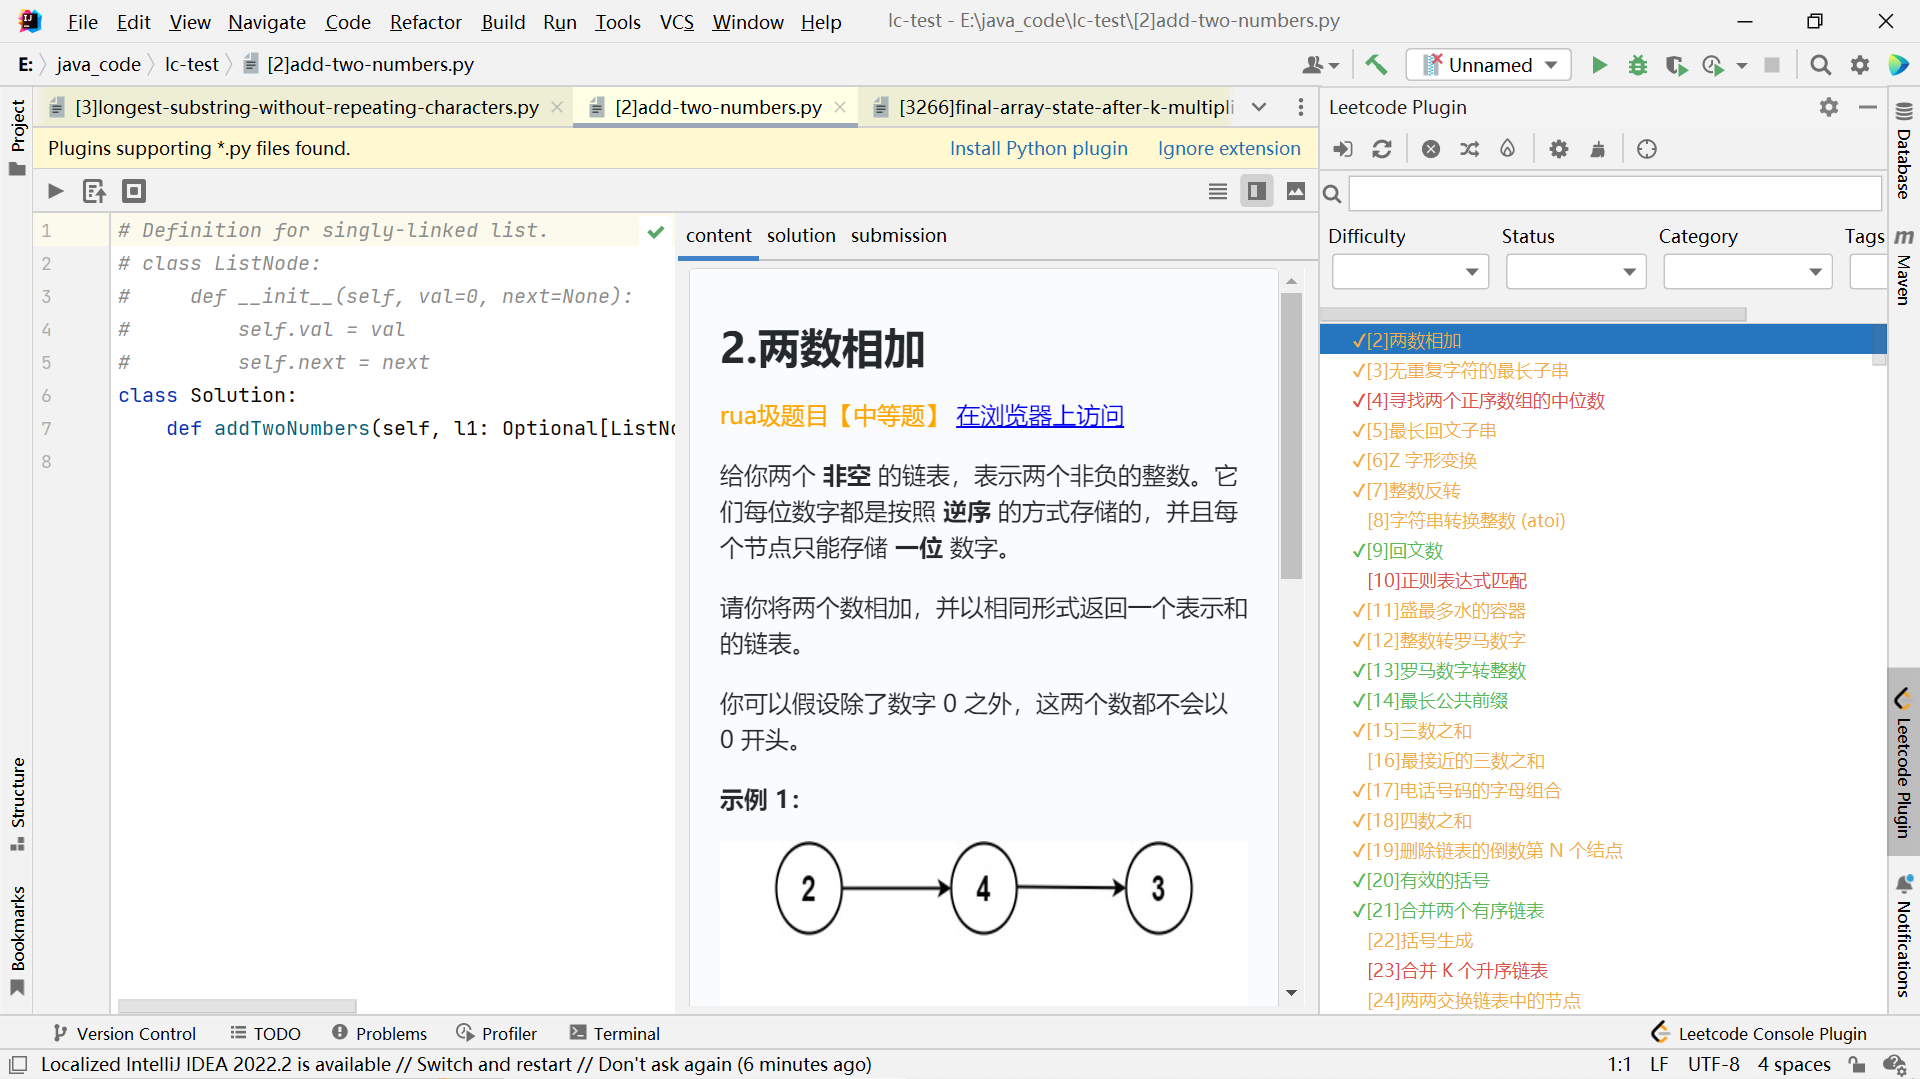 File Edit View Navigate Code Refactor Build Run Tools VCS Window Help lc-test - E:\java_code\lc-test\[2]add-two-numbers.py
E: java_code lc-test [2]add-two-numbers.py
Unnamed
Project
[3]longest-substring-without-repeating-characters.py
[2]add-two-numbers.py
[3266]final-array-state-after-k-multipli
Plugins supporting *.py files found.
Install Python plugin
Ignore extension
1 # Definition for singly-linked list.
2 # class ListNode:
3 #     def __init__(self, val=0, next=None):
4 #         self.val = val
5 #         self.next = next
6 class Solution:
7     def addTwoNumbers(self, l1: Optional[ListNo
8
content solution submission
2.两数相加
rua圾题目【中等题】 在浏览器上访问
给你两个 非空 的链表，表示两个非负的整数。它
们每位数字都是按照 逆序 的方式存储的，并且每
个节点只能存储 一位 数字。
请你将两个数相加，并以相同形式返回一个表示和
的链表。
你可以假设除了数字 0 之外，这两个数都不会以
0 开头。
示例 1：
2 4 3
Leetcode Plugin
Difficulty Status Category Tags
✓[2]两数相加
✓[3]无重复字符的最长子串
✓[4]寻找两个正序数组的中位数
✓[5]最长回文子串
✓[6]Z 字形变换
✓[7]整数反转
[8]字符串转换整数 (atoi)
✓[9]回文数
[10]正则表达式匹配
✓[11]盛最多水的容器
✓[12]整数转罗马数字
✓[13]罗马数字转整数
✓[14]最长公共前缀
✓[15]三数之和
[16]最接近的三数之和
✓[17]电话号码的字母组合
✓[18]四数之和
✓[19]删除链表的倒数第 N 个结点
✓[20]有效的括号
✓[21]合并两个有序链表
[22]括号生成
[23]合并 K 个升序链表
[24]两两交换链表中的节点
Database
m
Maven
Leetcode Plugin
Notifications
Structure
Bookmarks
Version Control TODO Problems Profiler Terminal
Leetcode Console Plugin
Localized IntelliJ IDEA 2022.2 is available // Switch and restart // Don't ask again (6 minutes ago)
1:1 LF UTF-8 4 spaces